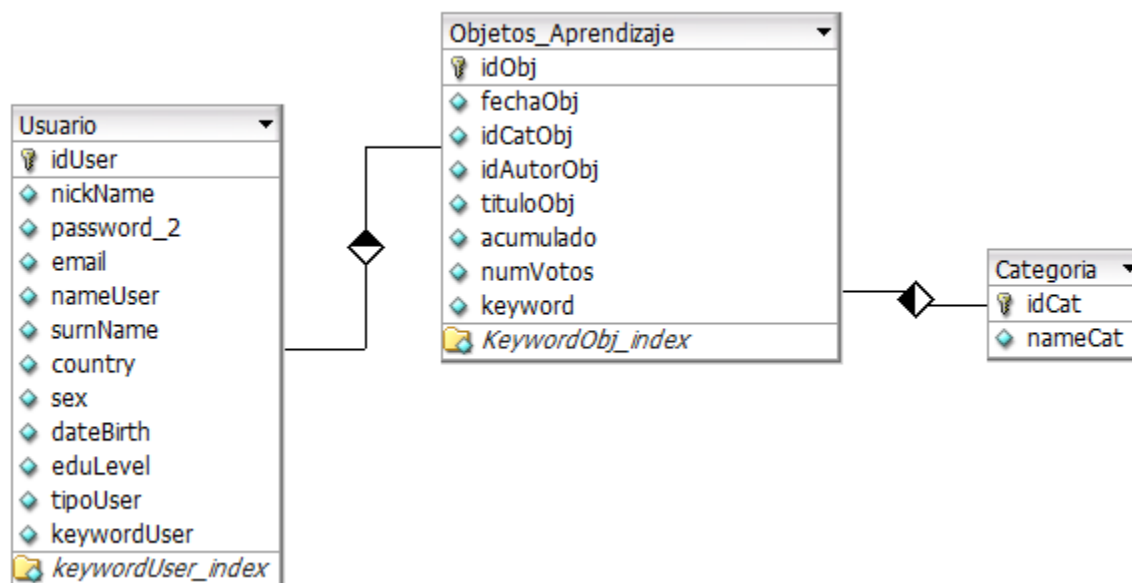 Usuario
idUser
nickName
password_2
email
nameUser
surnName
country
sex
dateBirth
eduLevel
tipoUser
keywordUser
keywordUser_index
Objetos_Aprendizaje
idObj
fechaObj
idCatObj
idAutorObj
tituloObj
acumulado
numVotos
keyword
KeywordObj_index
Categoria
idCat
nameCat